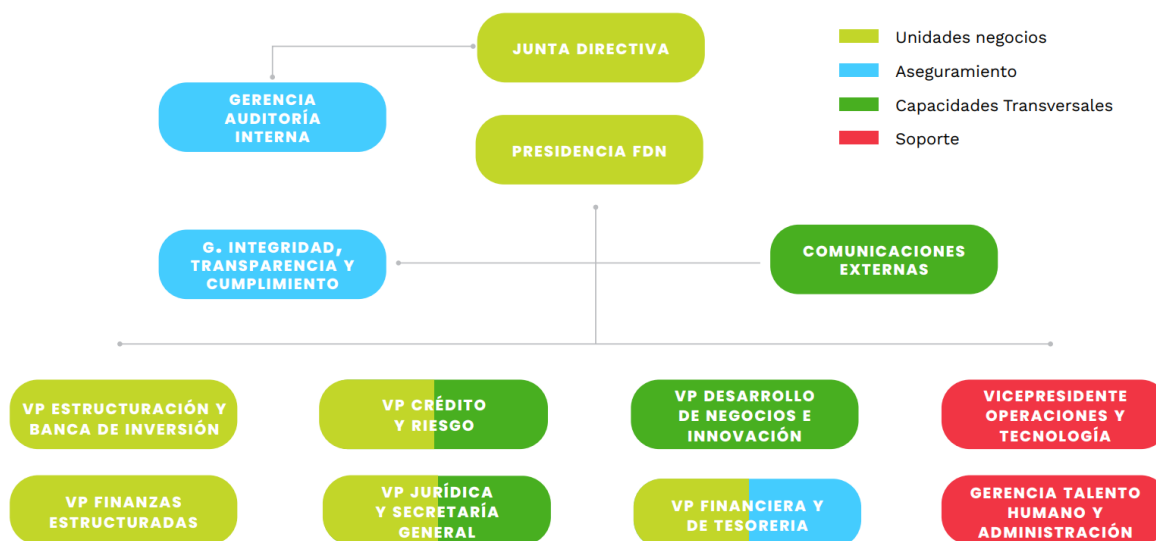 JUNTA DIRECTIVA
Unidades negocios
Aseguramiento
Capacidades Transversales
Soporte
GERENCIA
AUDITORÍA
INTERNA
PRESIDENCIA FDN
G. INTEGRIDAD,
TRANSPARENCIA Y
CUMPLIMIENTO
COMUNICACIONES
EXTERNAS
VP ESTRUCTURACIÓN Y
BANCA DE INVERSIÓN
VP CRÉDITO
Y RIESGO
VP DESARROLLO
DE NEGOCIOS E
INNOVACIÓN
VICEPRESIDENTE
OPERACIONES Y
TECNOLOGÍA
VP FINANZAS
ESTRUCTURADAS
VP JURÍDICA
Y SECRETARÍA
GENERAL
VP FINANCIERA Y
DE TESORERIA
GERENCIA TALENTO
HUMANO Y
ADMINISTRACIÓN